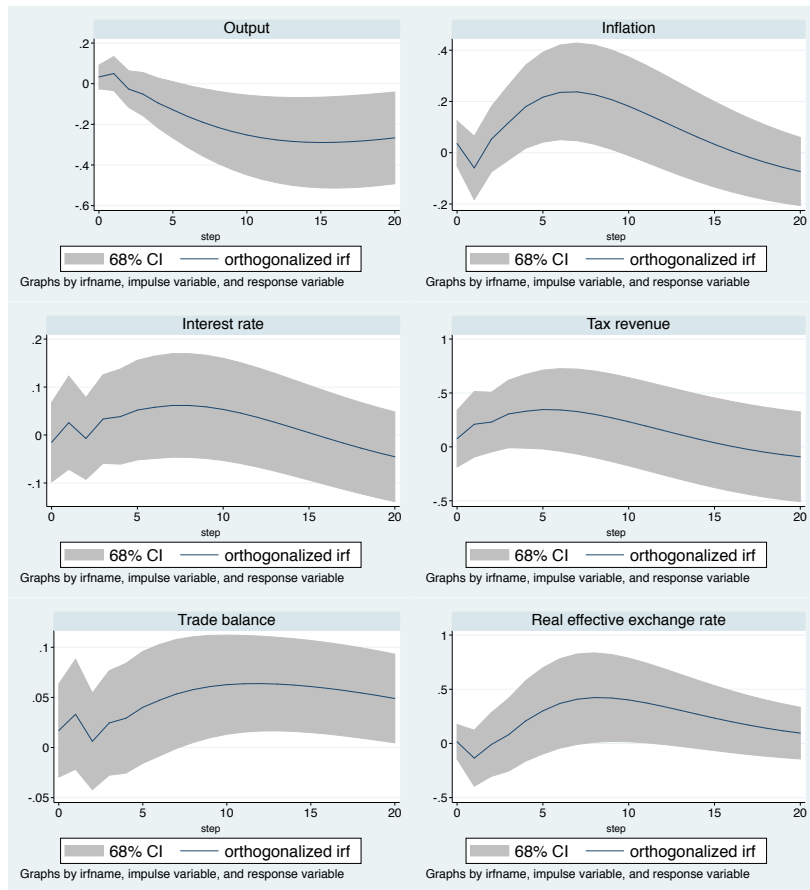 Output
.2
0
-.2
-.4
-.6
0 5 10 15 20
step
68% CI orthogonalized irf
Graphs by irfname, impulse variable, and response variable
Inflation
.4
.2
0
-.2
0 5 10 15 20
step
68% CI orthogonalized irf
Graphs by irfname, impulse variable, and response variable
Interest rate
.2
.1
0
-.1
0 5 10 15 20
step
68% CI orthogonalized irf
Graphs by irfname, impulse variable, and response variable
Tax revenue
1
.5
0
-.5
0 5 10 15 20
step
68% CI orthogonalized irf
Graphs by irfname, impulse variable, and response variable
Trade balance
.1
.05
0
-.05
0 5 10 15 20
step
68% CI orthogonalized irf
Graphs by irfname, impulse variable, and response variable
Real effective exchange rate
1
.5
0
-.5
0 5 10 15 20
step
68% CI orthogonalized irf
Graphs by irfname, impulse variable, and response variable